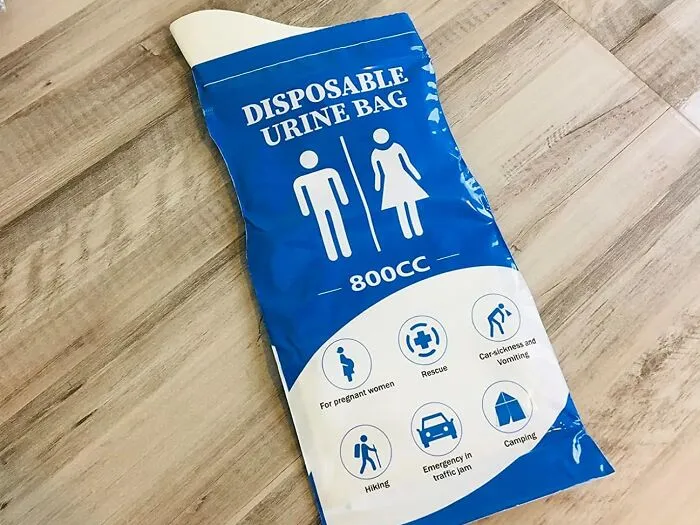 DISPOSABLE
URINE BAG
800CC
For pregnant women
Rescue
Car-sickness and
Vomiting
Hiking
Emergency in
traffic jam
Camping